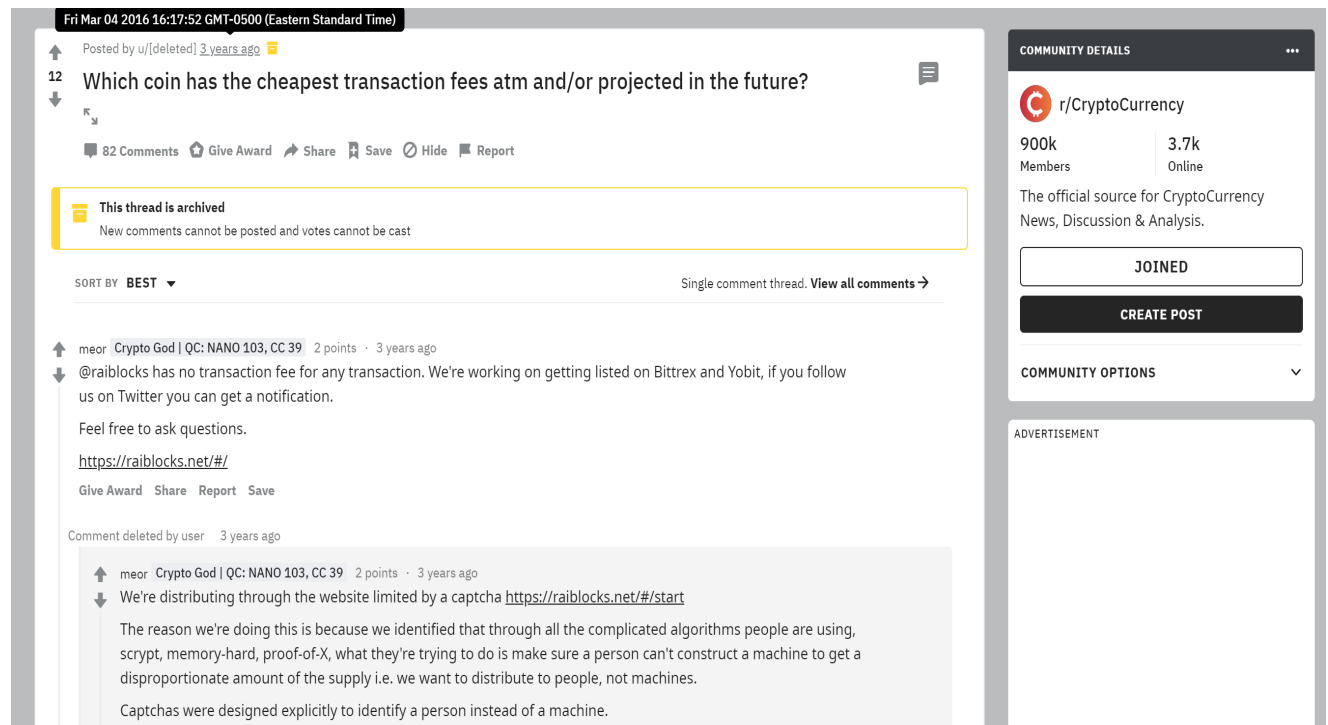 Fri Mar 04 2016 16:17:52 GMT-0500 (Eastern Standard Time)
Posted by u/[deleted] 3 years ago
12
Which coin has the cheapest transaction fees atm and/or projected in the future?
82 Comments Give Award Share Save Hide Report
This thread is archived
New comments cannot be posted and votes cannot be cast
SORT BY BEST
Single comment thread. View all comments
meor Crypto God | QC: NANO 103, CC 39 2 points · 3 years ago
@raiblocks has no transaction fee for any transaction. We're working on getting listed on Bittrex and Yobit, if you follow
us on Twitter you can get a notification.
Feel free to ask questions.
https://raiblocks.net/#/
Give Award Share Report Save
Comment deleted by user 3 years ago
meor Crypto God | QC: NANO 103, CC 39 2 points · 3 years ago
We're distributing through the website limited by a captcha https://raiblocks.net/#/start
The reason we're doing this is because we identified that through all the complicated algorithms people are using,
scrypt, memory-hard, proof-of-X, what they're trying to do is make sure a person can't construct a machine to get a
disproportionate amount of the supply i.e. we want to distribute to people, not machines.
Captchas were designed explicitly to identify a person instead of a machine.
COMMUNITY DETAILS
r/CryptoCurrency
900k 3.7k
Members Online
The official source for CryptoCurrency
News, Discussion & Analysis.
JOINED
CREATE POST
COMMUNITY OPTIONS
ADVERTISEMENT